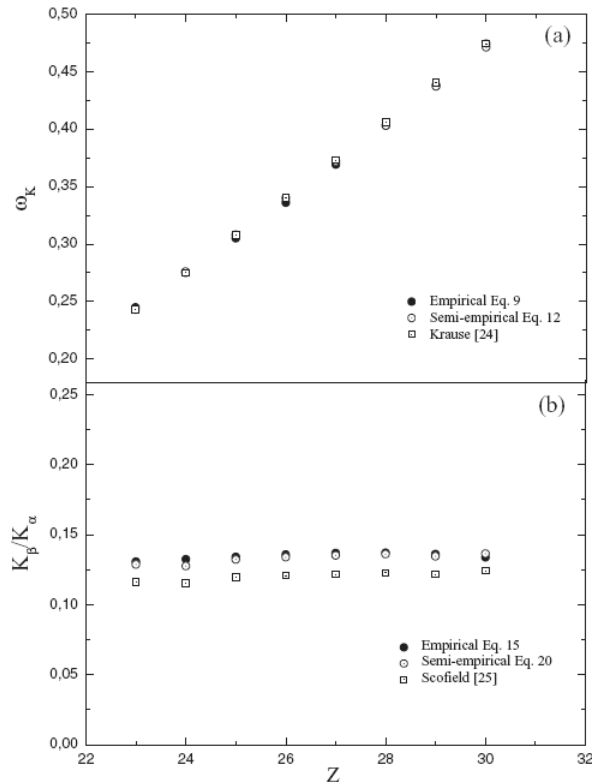 0,50
(a)
0,45
0,40
0,35
ω_K
0,30
0,25
Empirical Eq. 9
Semi-empirical Eq. 12
Krause [24]
0,20
0,25
(b)
0,20
0,15
K_β/K_α
0,10
Empirical Eq. 15
Semi-empirical Eq. 20
Scofield [25]
0,05
0,00
22 24 26 28 30 32
Z